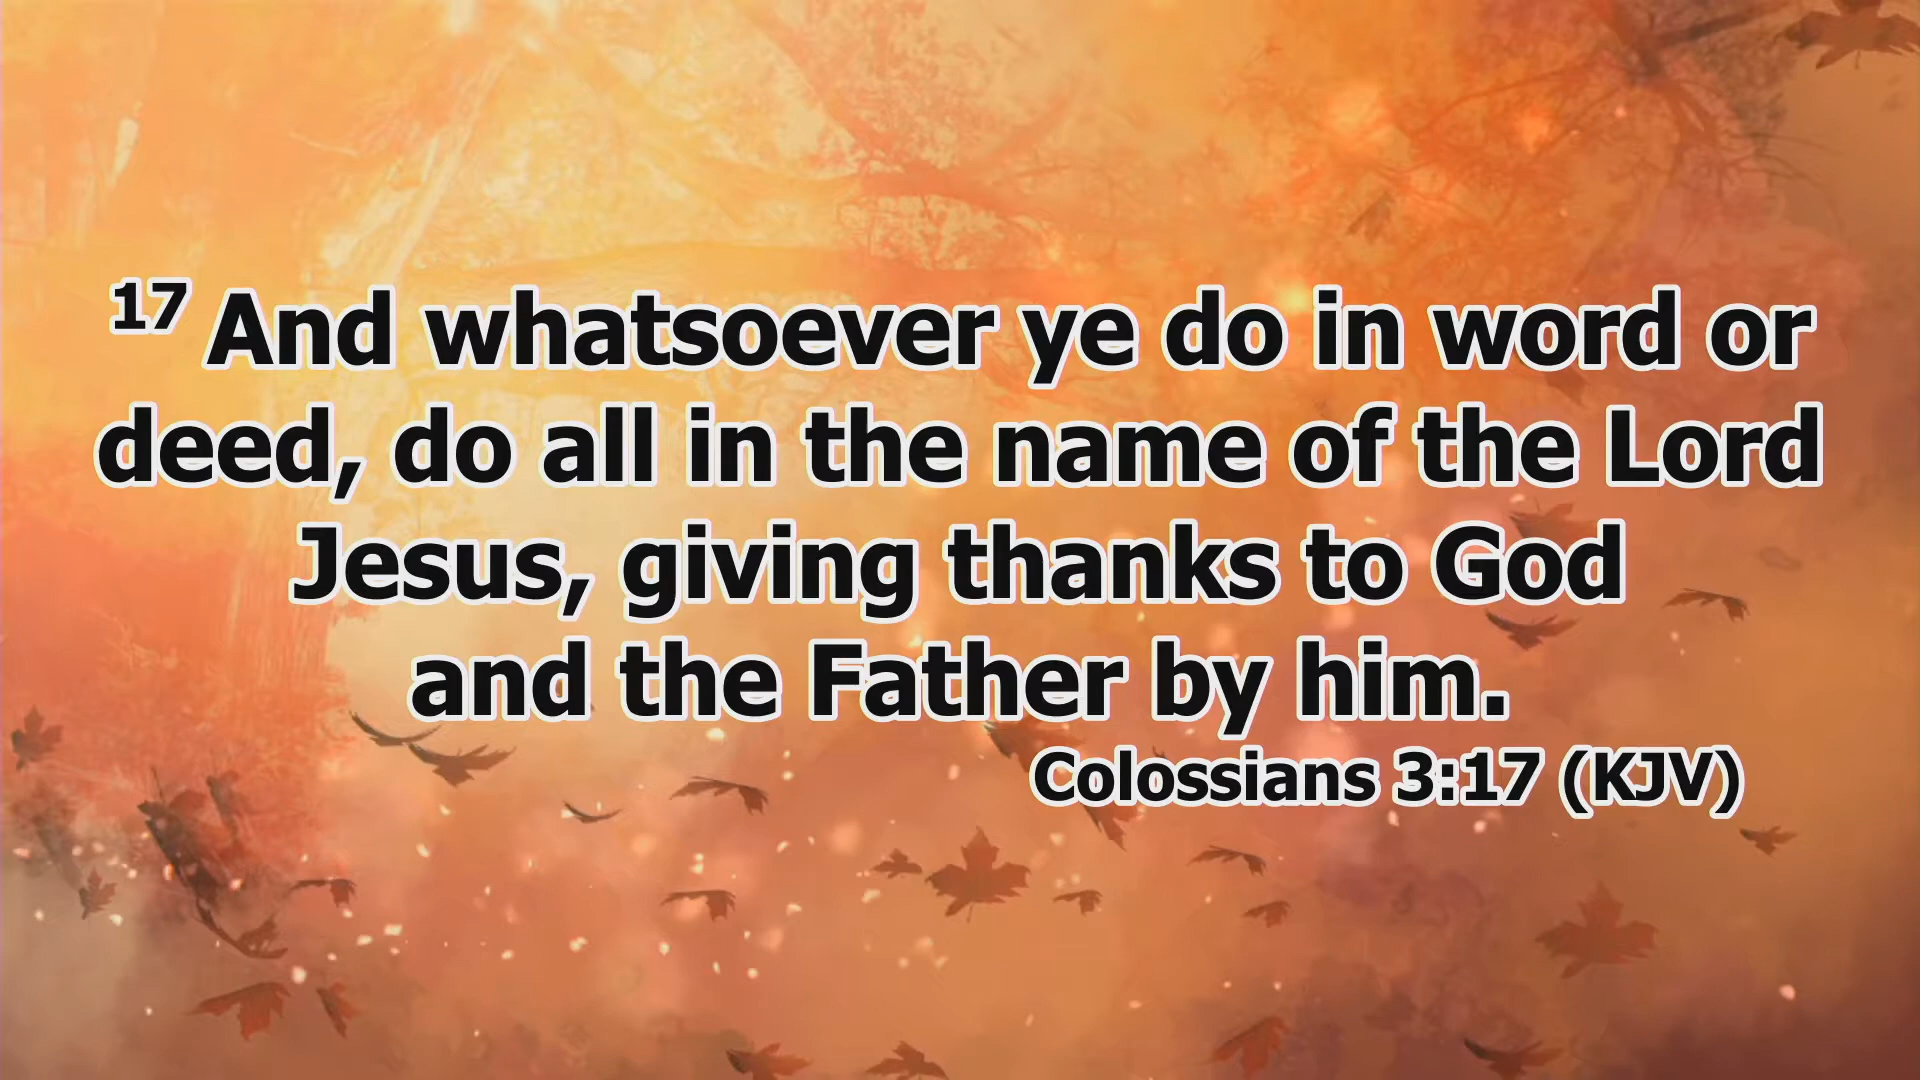 17 And whatsoever ye do in word or
deed, do all in the name of the Lord
Jesus, giving thanks to God
and the Father by him.
Colossians 3:17 (KJV)